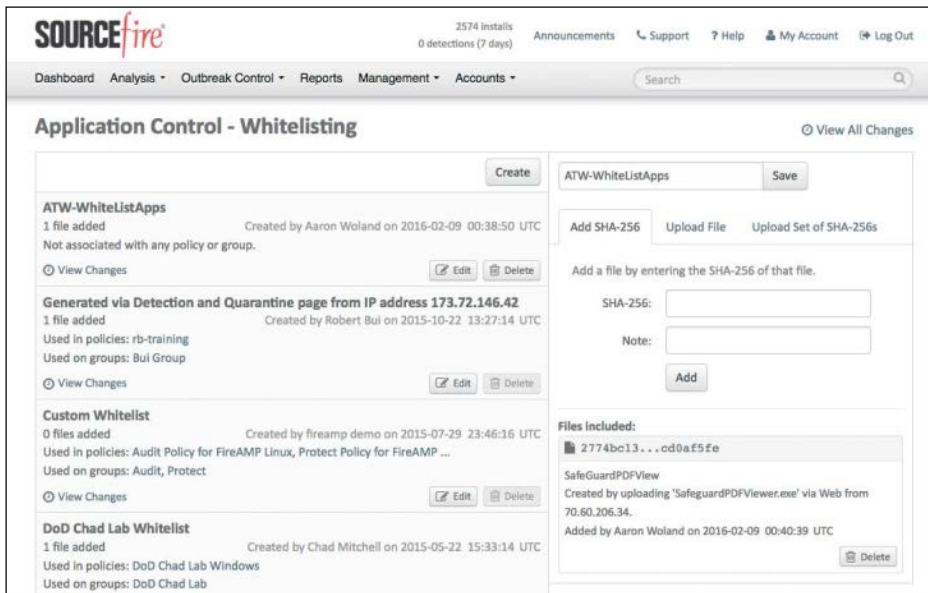 SOURCEfire
2574 installs
0 detections (7 days)
Announcements
Support
? Help
My Account
Log Out
Dashboard
Analysis
Outbreak Control
Reports
Management
Accounts
Search
Application Control - Whitelisting
View All Changes
Create
ATW-WhiteListApps
1 file added
Created by Aaron Woland on 2016-02-09 00:38:50 UTC
Not associated with any policy or group.
View Changes
Edit
Delete
Generated via Detection and Quarantine page from IP address 173.72.146.42
1 file added
Created by Robert Bui on 2015-10-22 13:27:14 UTC
Used in policies: rb-training
Used on groups: Bui Group
View Changes
Edit
Delete
Custom Whitelist
0 files added
Created by fireamp demo on 2015-07-29 23:46:16 UTC
Used in policies: Audit Policy for FireAMP Linux, Protect Policy for FireAMP ...
Used on groups: Audit, Protect
View Changes
Edit
Delete
DoD Chad Lab Whitelist
1 file added
Created by Chad Mitchell on 2015-05-22 15:33:14 UTC
Used in policies: DoD Chad Lab Windows
Used on groups: DoD Chad Lab
ATW-WhiteListApps
Save
Add SHA-256
Upload File
Upload Set of SHA-256s
Add a file by entering the SHA-256 of that file.
SHA-256:
Note:
Add
Files included:
2774bc13...cd0af5fe
SafeGuardPDFView
Created by uploading 'SafeguardPDFViewer.exe' via Web from
70.60.206.34.
Added by Aaron Woland on 2016-02-09 00:40:39 UTC
Delete